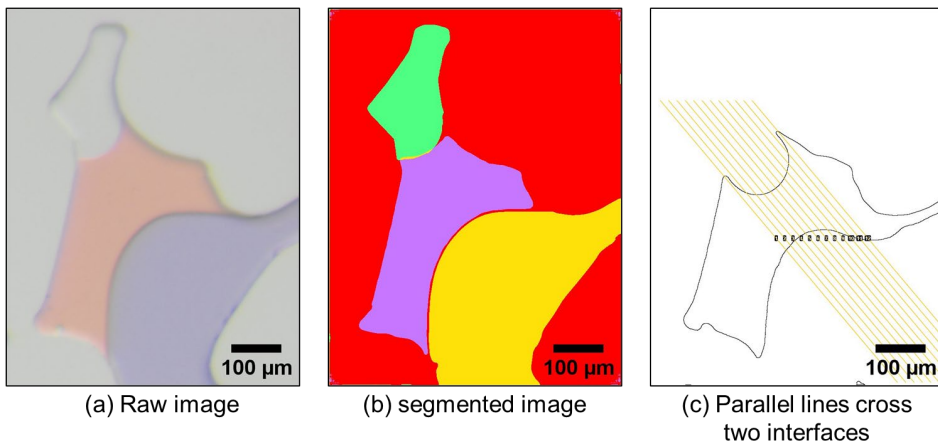 100 µm
100 µm
100 µm
(a) Raw image
(b) segmented image
(c) Parallel lines cross
two interfaces